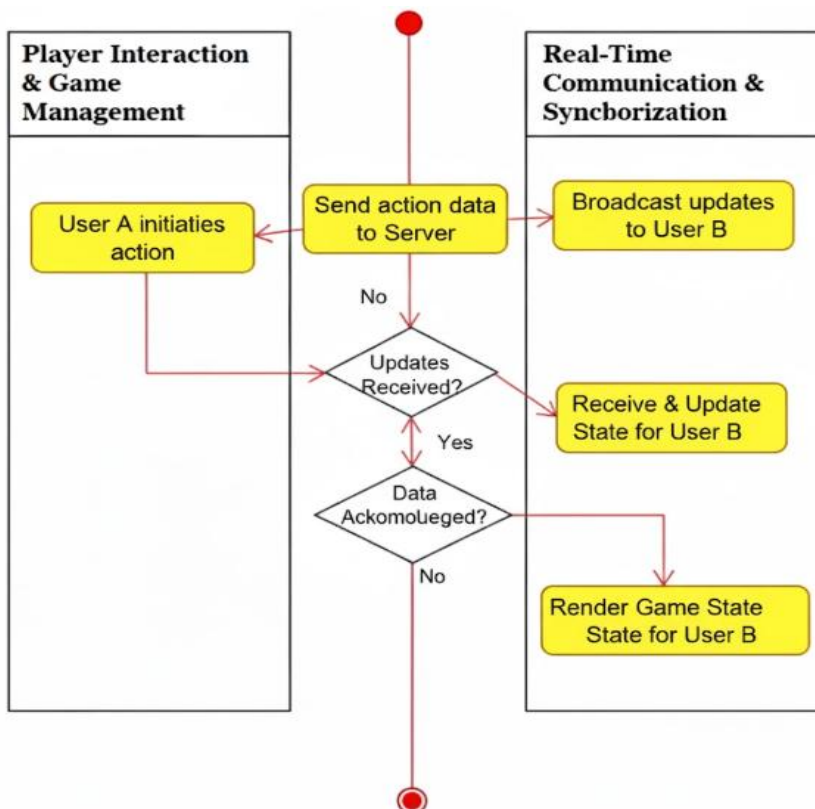 Player Interaction
& Game
Management
Real-Time
Communication &
Syncborization
User A initiaties
action
Send action data
to Server
Broadcast updates
to User B
No
Updates
Received?
Receive & Update
State for User B
Yes
Data
Ackomoueged?
No
Render Game State
State for User B